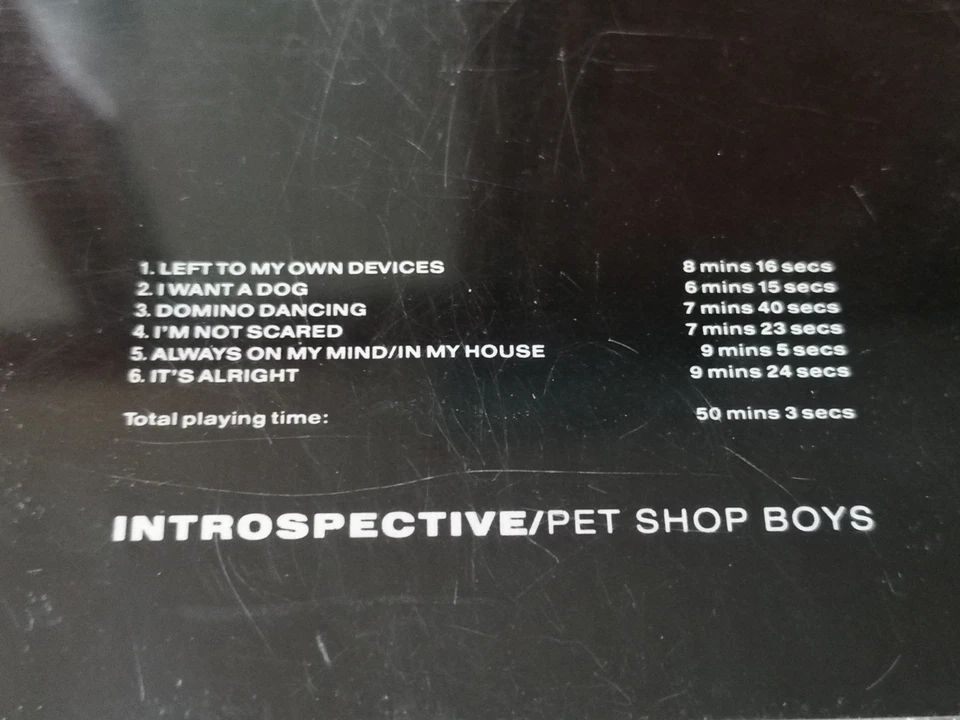 1. LEFT TO MY OWN DEVICES 8 mins 16 secs
2. I WANT A DOG 6 mins 15 secs
3. DOMINO DANCING 7 mins 40 secs
4. I'M NOT SCARED 7 mins 23 secs
5. ALWAYS ON MY MIND/IN MY HOUSE 9 mins 5 secs
6. IT'S ALRIGHT 9 mins 24 secs
Total playing time: 50 mins 3 secs
INTROSPECTIVE/PET SHOP BOYS